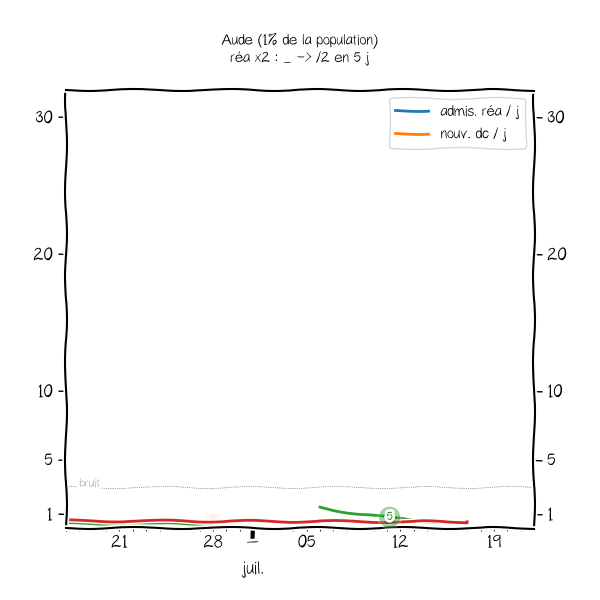 Aude (1% de la population)
réa x2 : _ -> /2 en 5 j
admis. réa / j
nouv. dc / j
30
30
20
20
10
10
5
5
bruit
1
5
1
21
28
05
12
19
juil.